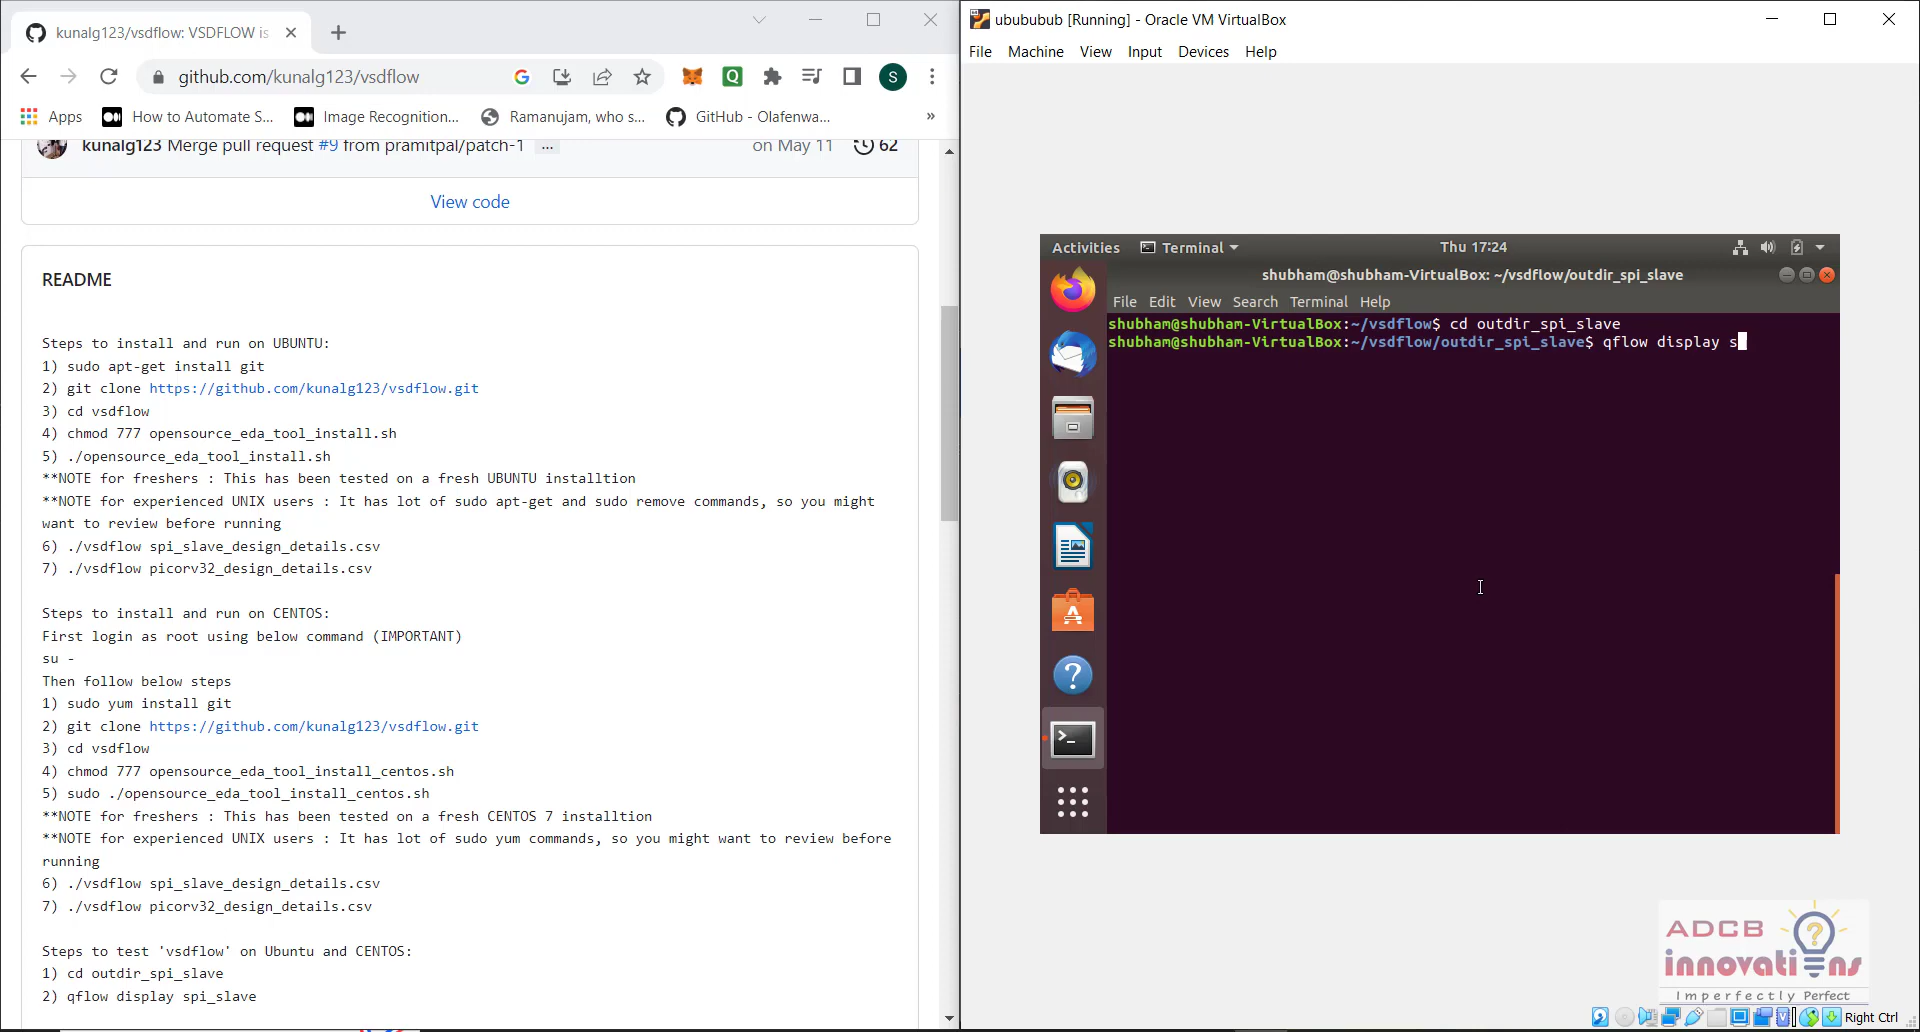 kunalg123/vsdflow: VSDFLOW is
github.com/kunalg123/vsdflow
Apps
How to Automate S...
Image Recognition...
Ramanujam, who s...
GitHub - Olafenwa...
»
kunalg123 Merge pull request #9 from pramitpal/patch-1 ...
on May 11
62
View code
README
Steps to install and run on UBUNTU:
1) sudo apt-get install git
2) git clone https://github.com/kunalg123/vsdflow.git
3) cd vsdflow
4) chmod 777 opensource_eda_tool_install.sh
5) ./opensource_eda_tool_install.sh
**NOTE for freshers : This has been tested on a fresh UBUNTU installtion
**NOTE for experienced UNIX users : It has lot of sudo apt-get and sudo remove commands, so you might
want to review before running
6) ./vsdflow spi_slave_design_details.csv
7) ./vsdflow picorv32_design_details.csv
Steps to install and run on CENTOS:
First login as root using below command (IMPORTANT)
su -
Then follow below steps
1) sudo yum install git
2) git clone https://github.com/kunalg123/vsdflow.git
3) cd vsdflow
4) chmod 777 opensource_eda_tool_install_centos.sh
5) sudo ./opensource_eda_tool_install_centos.sh
**NOTE for freshers : This has been tested on a fresh CENTOS 7 installtion
**NOTE for experienced UNIX users : It has lot of sudo yum commands, so you might want to review before
running
6) ./vsdflow spi_slave_design_details.csv
7) ./vsdflow picorv32_design_details.csv
Steps to test 'vsdflow' on Ubuntu and CENTOS:
1) cd outdir_spi_slave
2) qflow display spi_slave
S
Q
ububububub [Running] - Oracle VM VirtualBox
File Machine View Input Devices Help
Activities Terminal Thu 17:24
shubham@shubham-VirtualBox: ~/vsdflow/outdir_spi_slave
File Edit View Search Terminal Help
shubham@shubham-VirtualBox:~/vsdflow$ cd outdir_spi_slave
shubham@shubham-VirtualBox:~/vsdflow/outdir_spi_slave$ qflow display s
ADCB
innovati?ns
Imperfectly Perfect
Right Ctrl